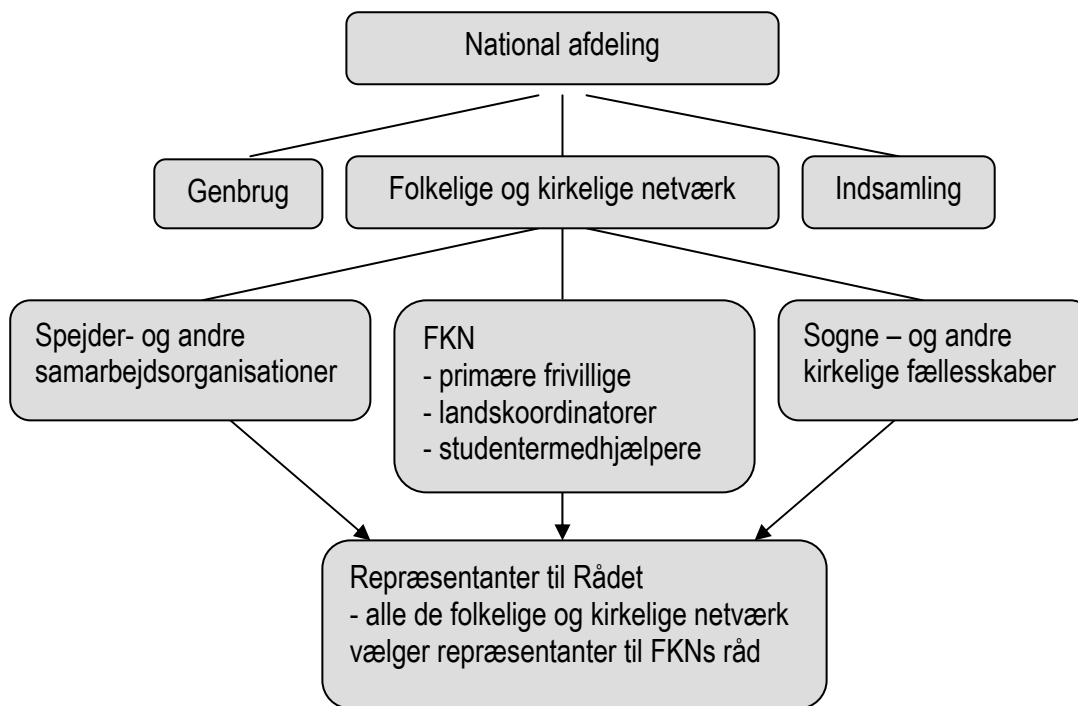 National afdeling
Genbrug
Folkelige og kirkelige netværk
Indsamling
Spejder- og andre
samarbejdsorganisationer
FKN
- primære frivillige
- landskoordinatorer
- studentermedhjælpere
Sogne – og andre
kirkelige fællesskaber
Repræsentanter til Rådet
- alle de folkelige og kirkelige netværk
vælger repræsentanter til FKNs råd